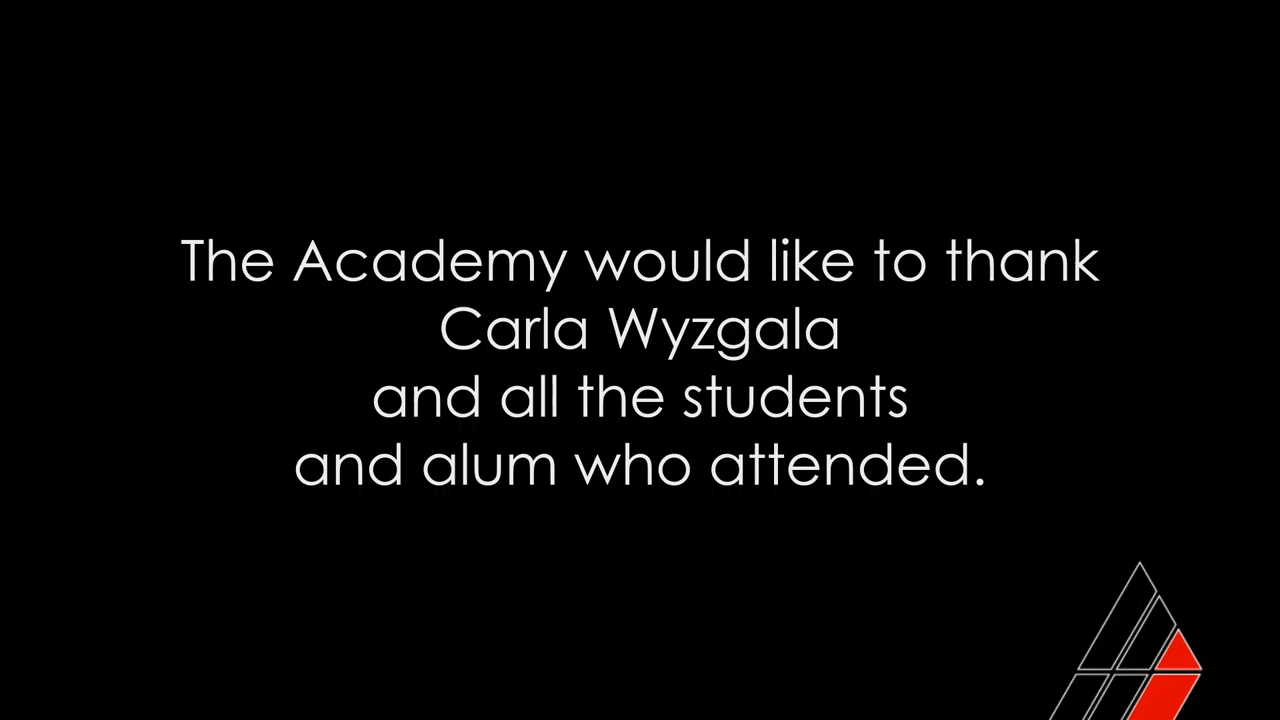 The Academy would like to thank
Carla Wyzgala
and all the students
and alum who attended.